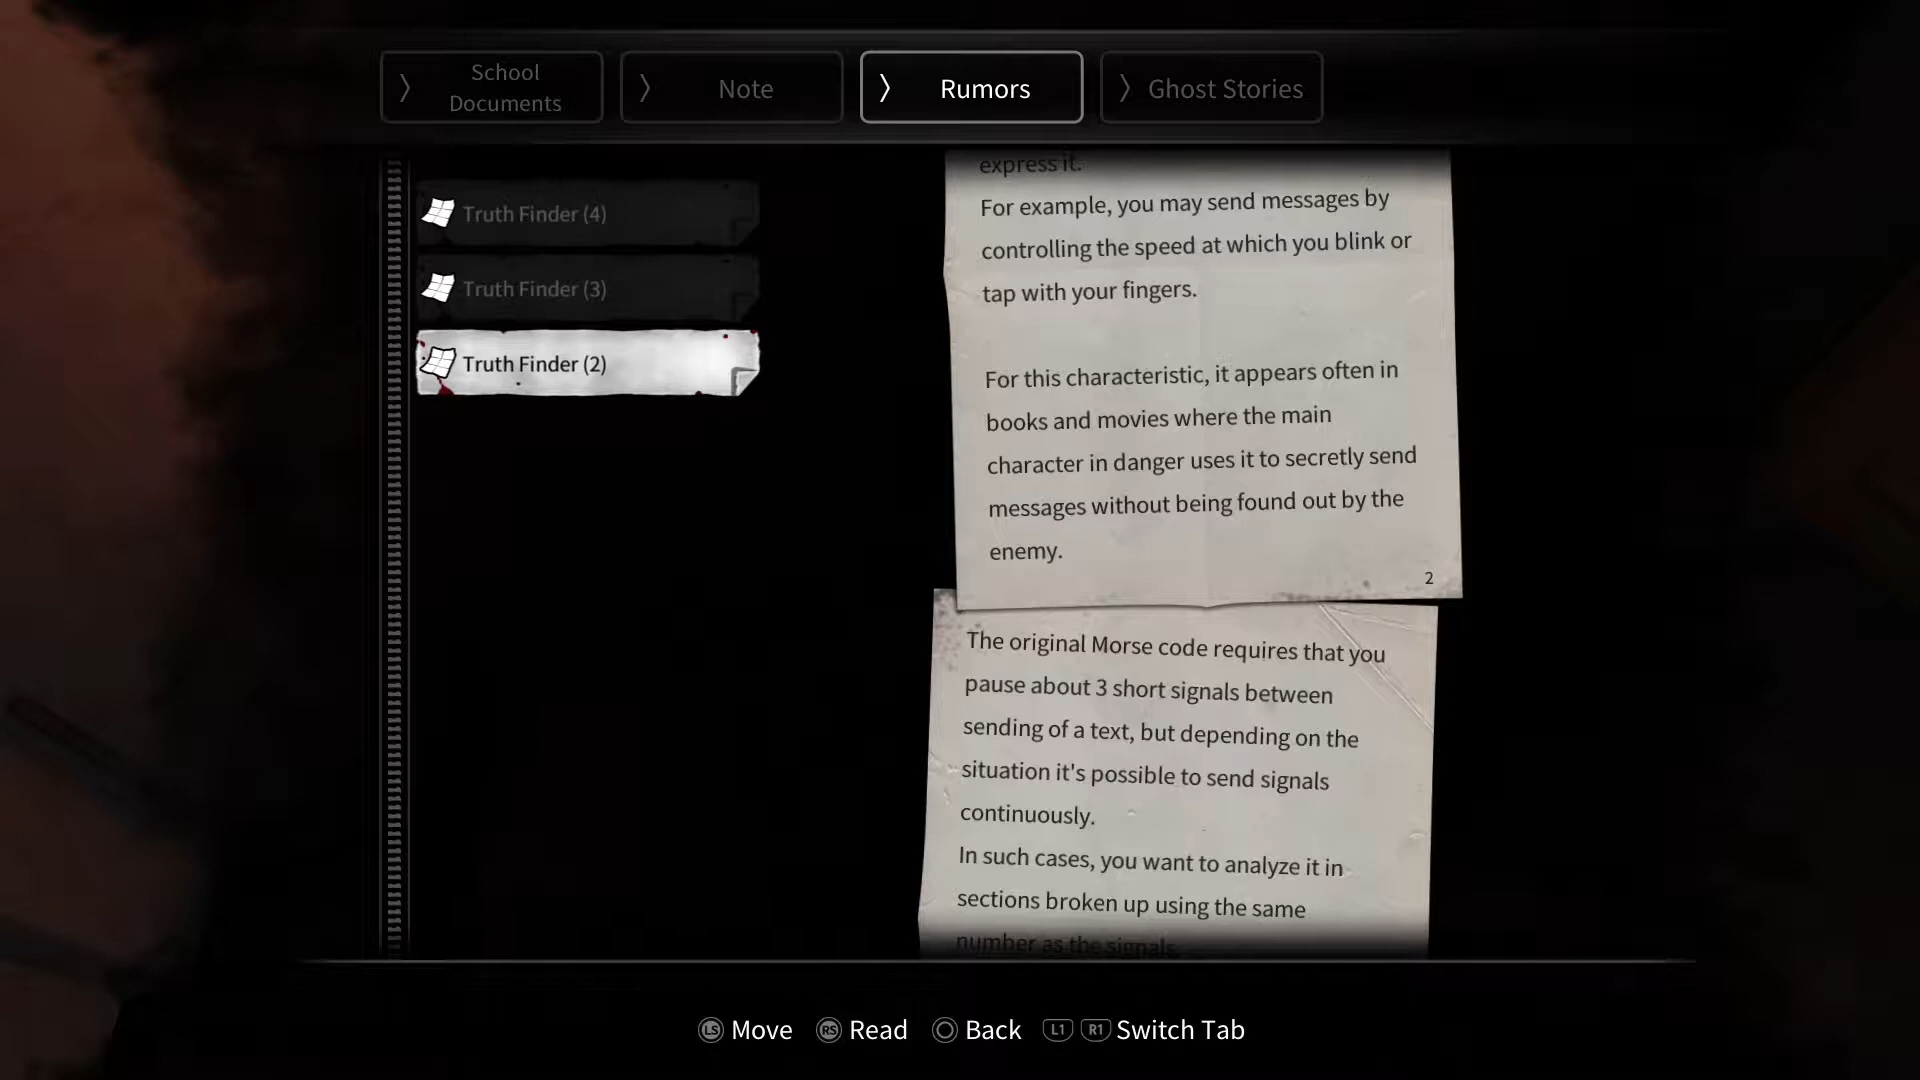 School
Documents
Note
Rumors
Ghost Stories
Truth Finder (4)
Truth Finder (3)
Truth Finder (2)
express it.
For example, you may send messages by
controlling the speed at which you blink or
tap with your fingers.
For this characteristic, it appears often in
books and movies where the main
character in danger uses it to secretly send
messages without being found out by the
enemy.
2
The original Morse code requires that you
pause about 3 short signals between
sending of a text, but depending on the
situation it's possible to send signals
continuously.
In such cases, you want to analyze it in
sections broken up using the same
number as the signals.
LS Move RS Read Back L1 R1 Switch Tab